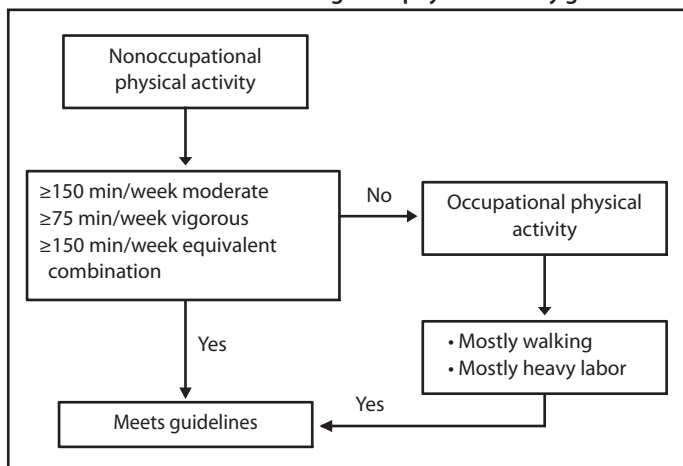 Nonoccupational
physical activity
≥150 min/week moderate
≥75 min/week vigorous
≥150 min/week equivalent
combination
No
Occupational physical
activity
Yes
• Mostly walking
• Mostly heavy labor
Yes
Meets guidelines